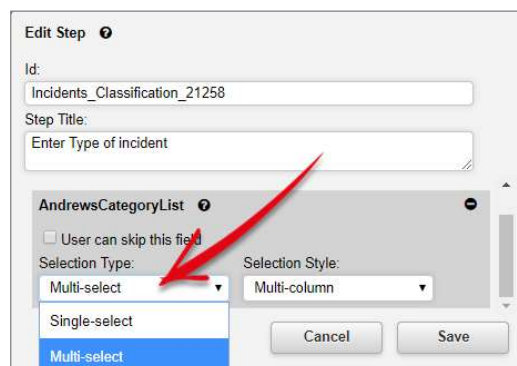 Edit Step ?
Id:
Incidents_Classification_21258
Step Title:
Enter Type of incident
AndrewsCategoryList ?
User can skip this field
Selection Type: Selection Style:
Multi-select Multi-column
Single-select
Cancel Save
Multi-select